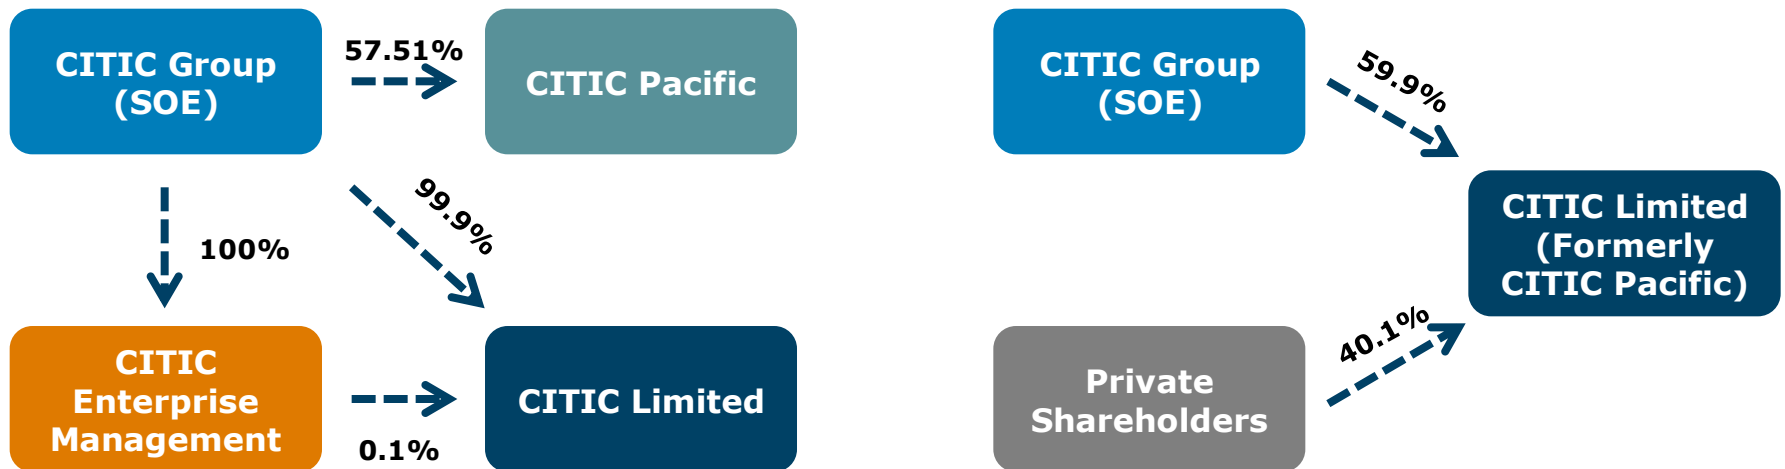 CITIC Group
(SOE)
57.51%
CITIC Pacific
99.9%
100%
CITIC
Enterprise
Management
0.1%
CITIC Limited
CITIC Group
(SOE)
59.9%
CITIC Limited
(Formerly
CITIC Pacific)
40.1%
Private
Shareholders